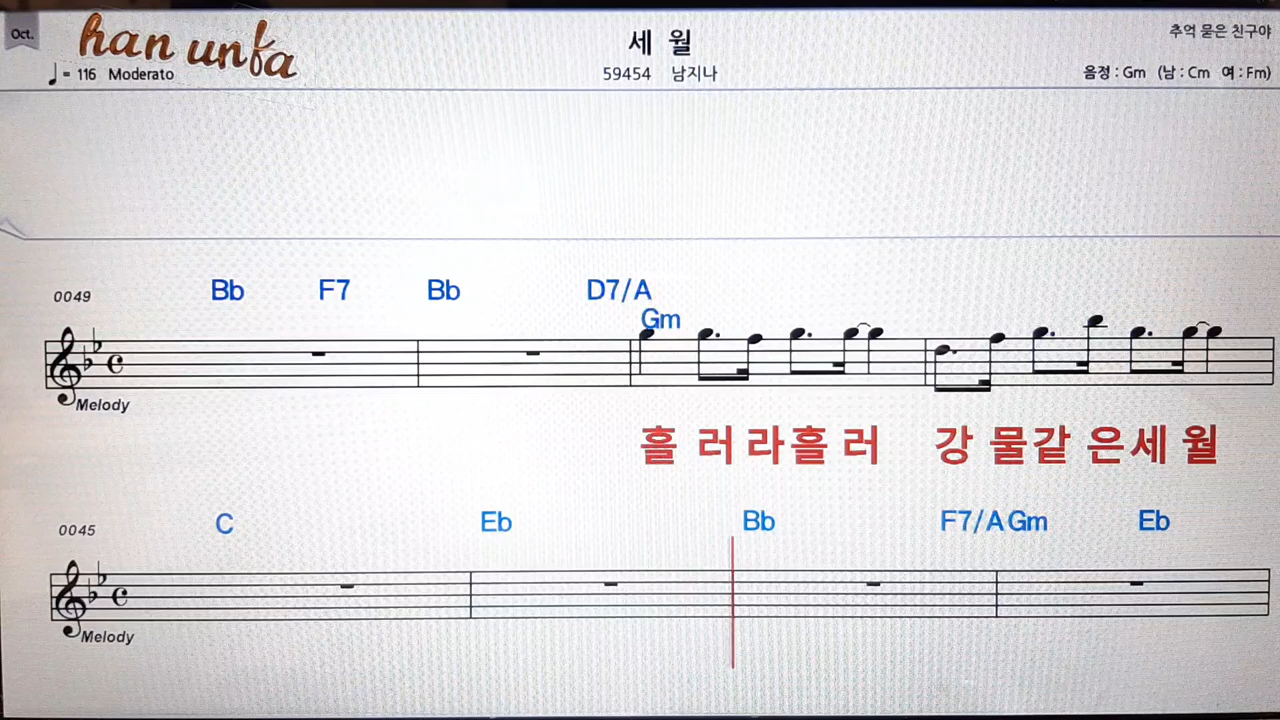 Oct.
han unfa
= 116 Moderato
세 월
59454 남지나
추억 묻은 친구야
음정 : Gm (남 : Cm 여 : Fm)
0049
Bb F7 Bb D7/A
Gm
Melody
흘 러 라 흘 러 강 물 같 은 세 월
0045
C Eb Bb F7/A Gm Eb
Melody